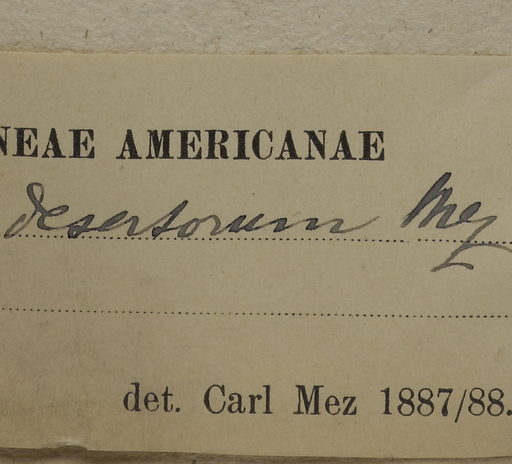 NEAE AMERICANAE
desertorum Mez
det. Carl Mez 1887/88.